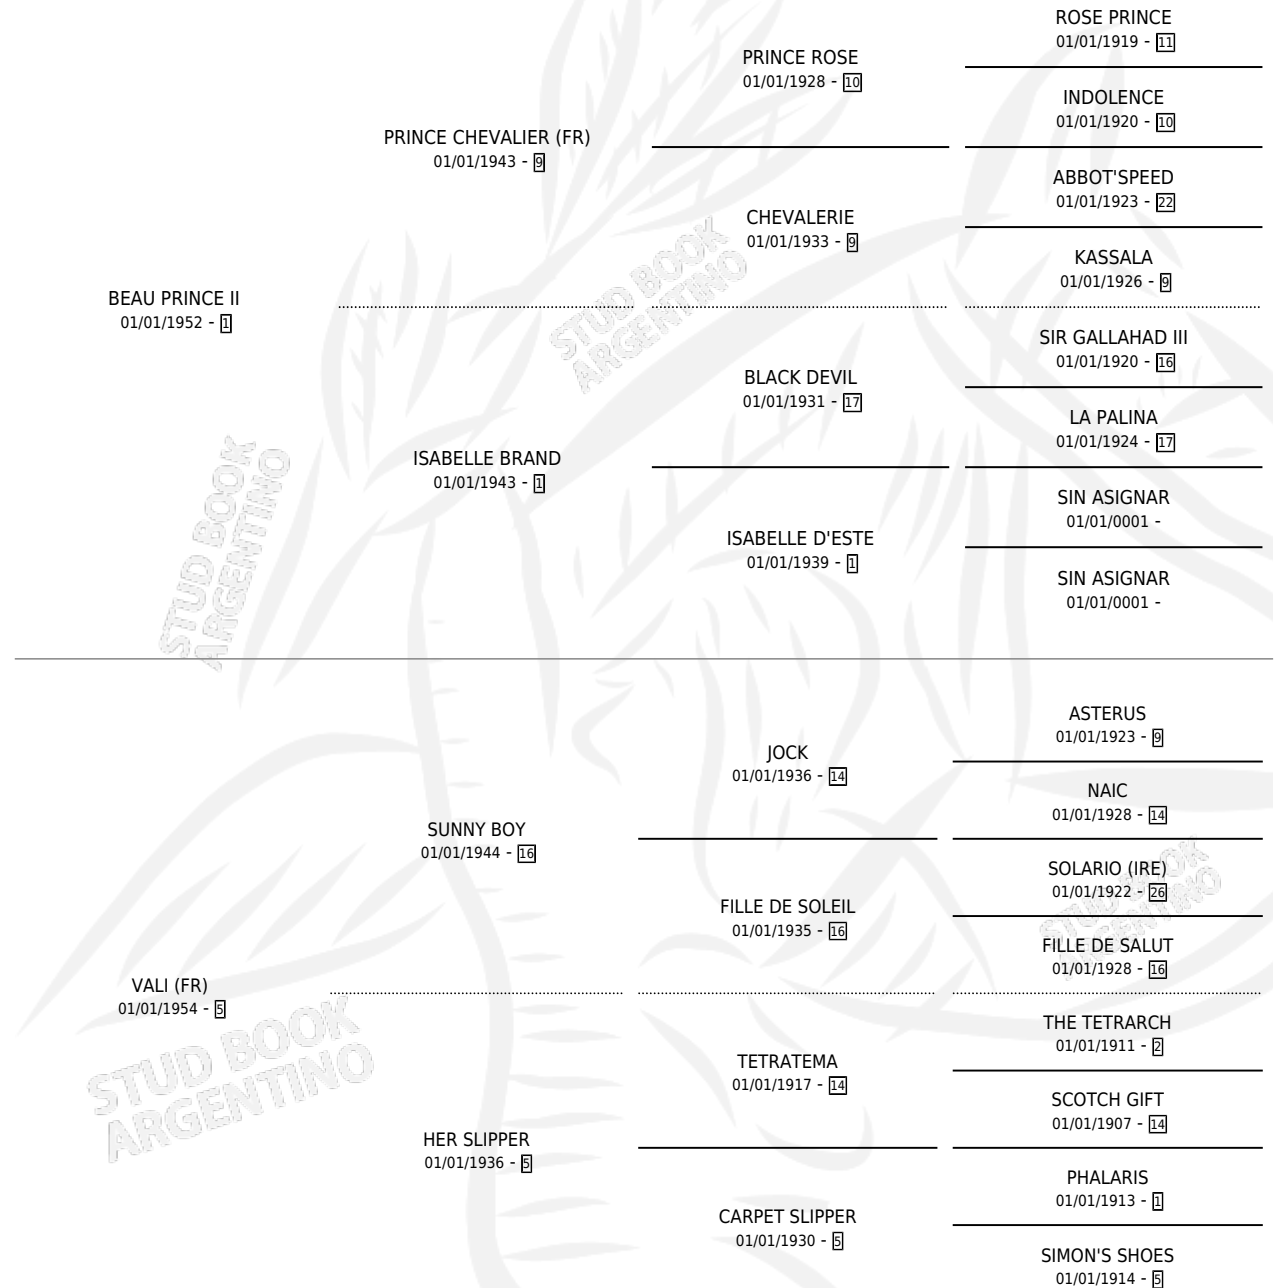 ROSE PRINCE
01/01/1919 - 11
PRINCE ROSE
01/01/1928 - 10
INDOLENCE
01/01/1920 - 10
PRINCE CHEVALIER (FR)
01/01/1943 - 9
ABBOT'SPEED
01/01/1923 - 22
CHEVALERIE
01/01/1933 - 9
KASSALA
01/01/1926 - 9
BEAU PRINCE II
01/01/1952 - 1
STUD BOOK
ARGENTINO
SIR GALLAHAD III
01/01/1920 - 16
BLACK DEVIL
01/01/1931 - 17
LA PALINA
01/01/1924 - 17
ISABELLE BRAND
01/01/1943 - 1
SIN ASIGNAR
01/01/0001 -
ISABELLE D'ESTE
01/01/1939 - 1
SIN ASIGNAR
01/01/0001 -
STUD BOOK
ARGENTINO
ASTERUS
01/01/1923 - 9
JOCK
01/01/1936 - 14
NAIC
01/01/1928 - 14
SUNNY BOY
01/01/1944 - 16
SOLARIO (IRE)
01/01/1922 - 26
STUD BOOK
ARGENTINO
FILLE DE SOLEIL
01/01/1935 - 16
FILLE DE SALUT
01/01/1928 - 16
VALI (FR)
01/01/1954 - 5
STUD BOOK
ARGENTINO
THE TETRARCH
01/01/1911 - 2
TETRATEMA
01/01/1917 - 14
SCOTCH GIFT
01/01/1907 - 14
HER SLIPPER
01/01/1936 - 5
PHALARIS
01/01/1913 - 1
CARPET SLIPPER
01/01/1930 - 5
SIMON'S SHOES
01/01/1914 - 5